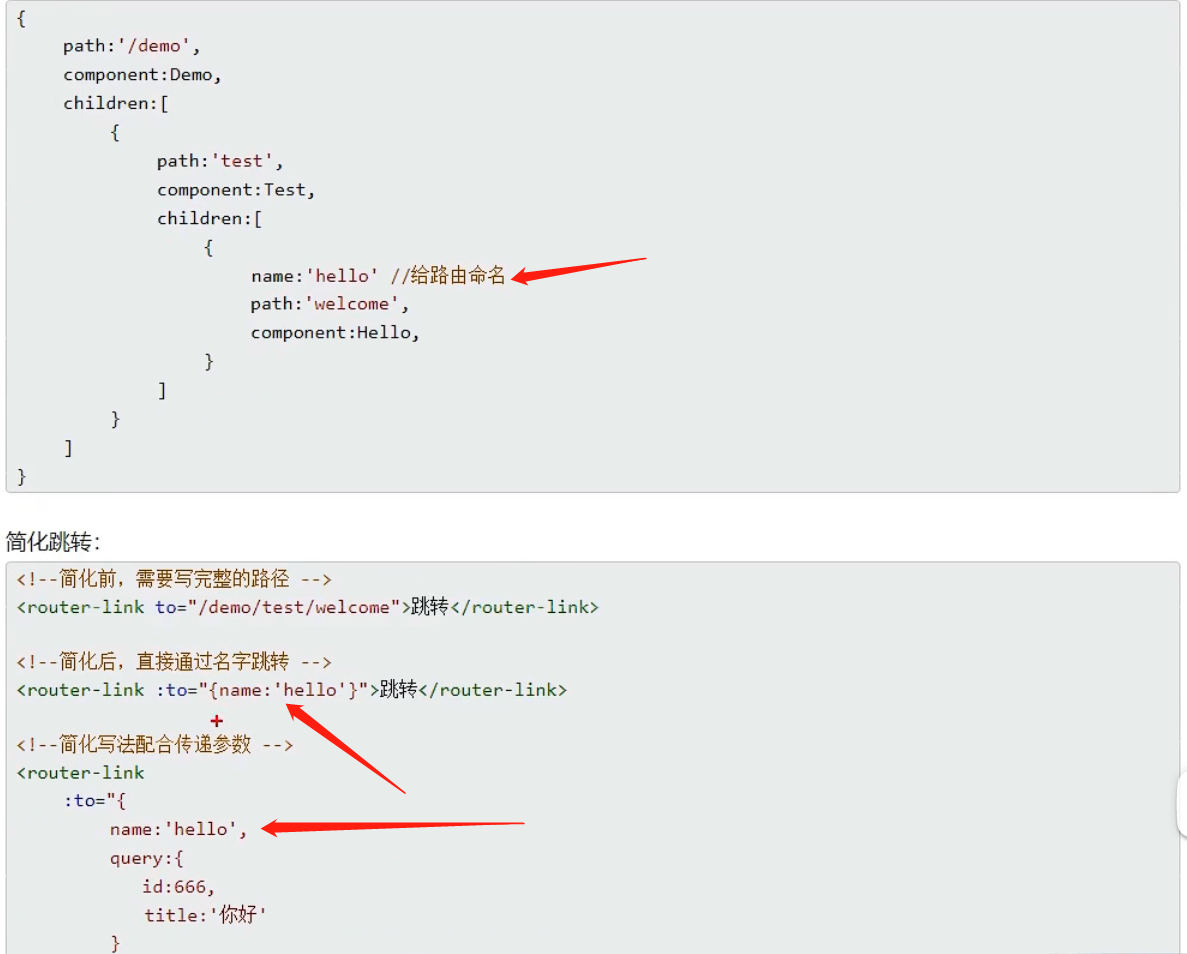 {
    path:'/demo',
    component:Demo,
    children:[
        {
            path:'test',
            component:Test,
            children:[
                {
                    name:'hello' //给路由命名
                    path:'welcome',
                    component:Hello,
                }
            ]
        }
    ]
}
简化跳转：
<!--简化前，需要写完整的路径 -->
<router-link to="/demo/test/welcome">跳转</router-link>
<!--简化后，直接通过名字跳转 -->
<router-link :to="{name:'hello'}">跳转</router-link>
<!--简化写法配合传递参数 -->
<router-link
    :to="{
        name:'hello',
        query:{
           id:666,
           title:'你好'
        }